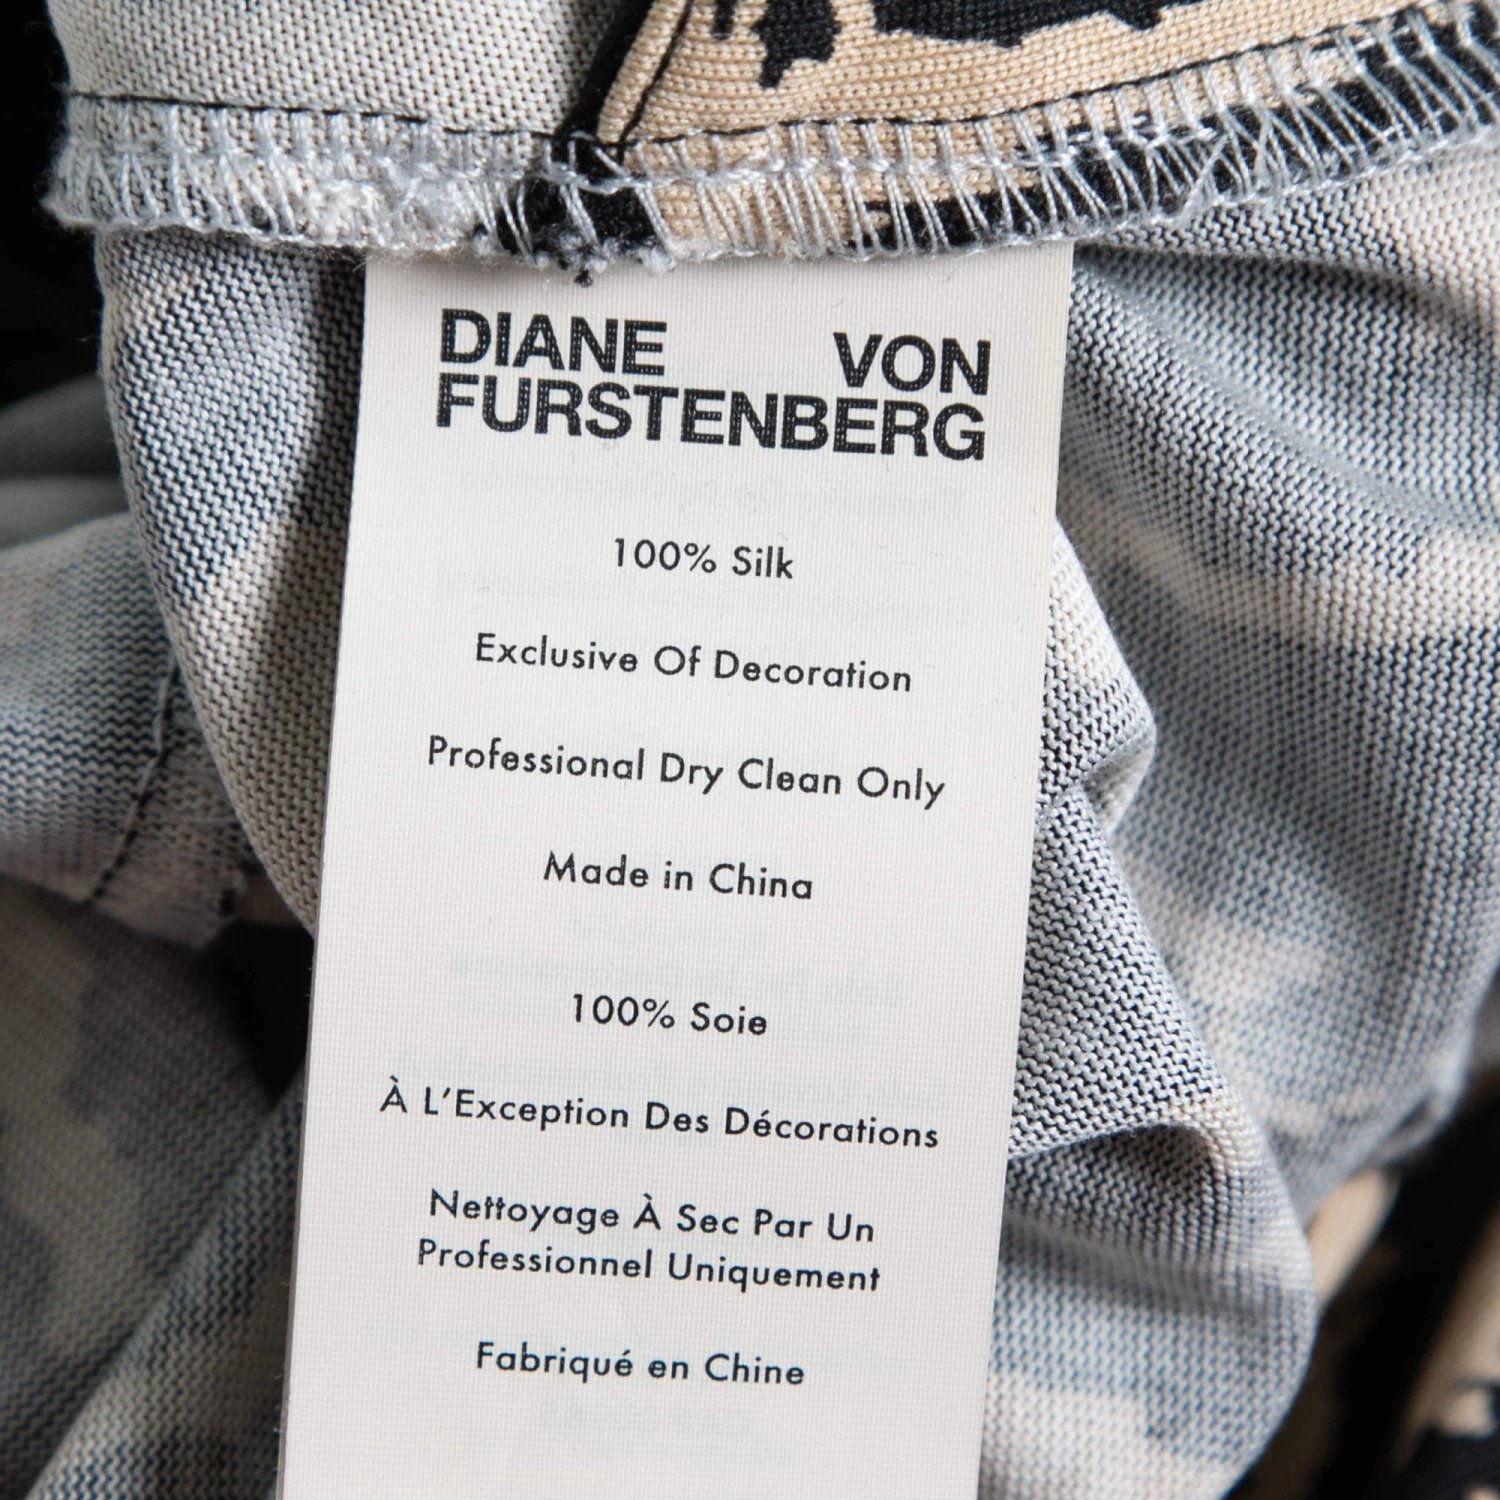 DIANE VON
FURSTENBERG
100% Silk
Exclusive Of Decoration
Professional Dry Clean Only
Made in China
100% Soie
À L'Exception Des Décorations
Nettoyage À Sec Par Un
Professionnel Uniquement
Fabriqué en Chine